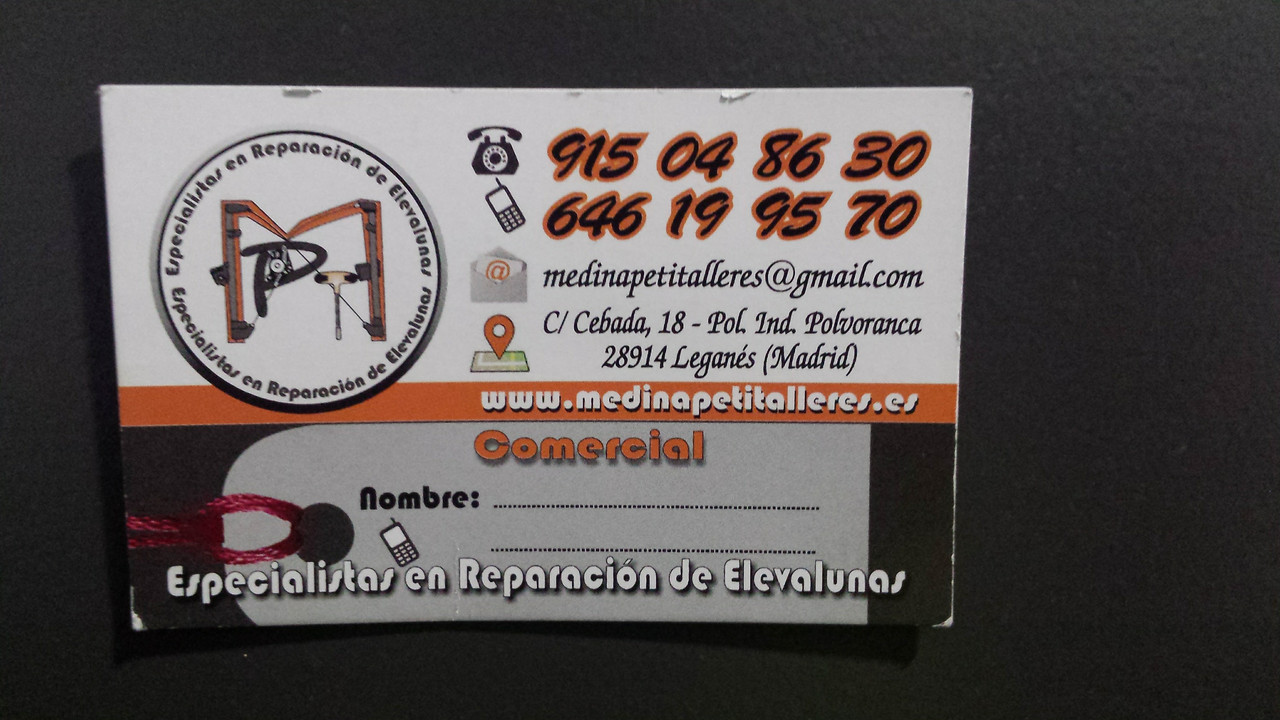 Especialistas en Reparación de Elevalunas
Especialistas en Reparación de Elevalunas
MP
915 04 86 30
646 19 95 70
@
medinapetitalleres@gmail.com
C/ Cebada, 18 - Pol. Ind. Polvoranca
28914 Leganés (Madrid)
www.medinapetitalleres.es
Comercial
Nombre:
Especialistas en Reparación de Elevalunas